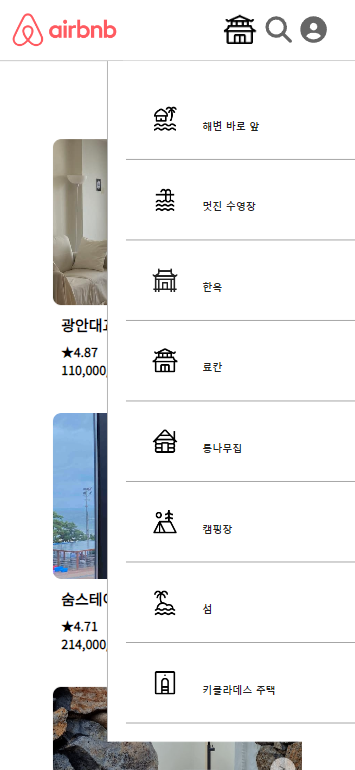 airbnb
해변 바로 앞
멋진 수영장
한옥
광안대교
★4.87
110,000,
료칸
통나무집
캠핑장
숨스테이
★4.71
214,000,
섬
키클라데스 주택